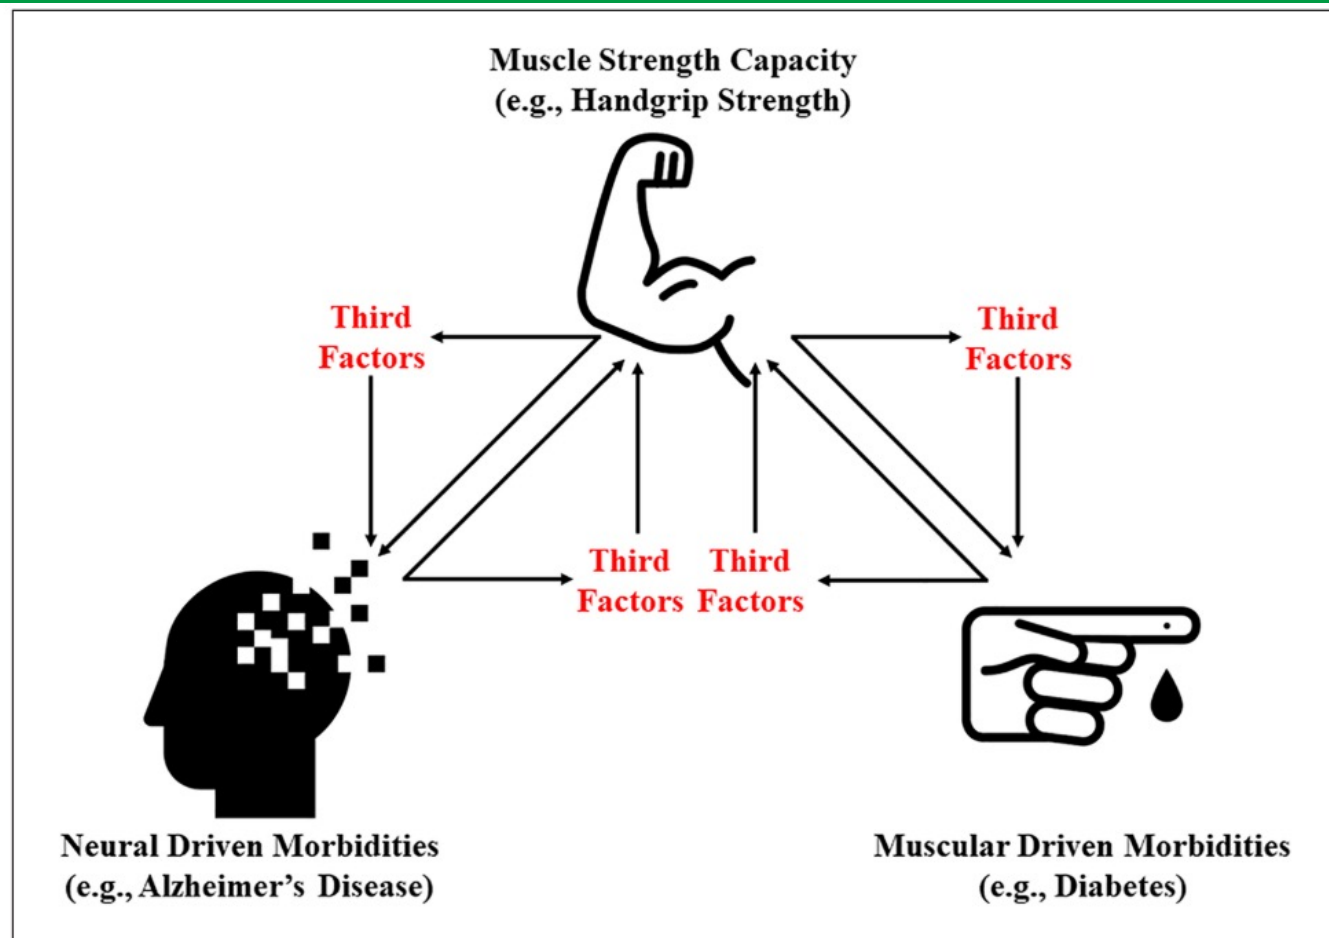 Muscle Strength Capacity
(e.g., Handgrip Strength)
Third
Factors
Third
Factors
Third
Factors
Third
Factors
Neural Driven Morbidities
(e.g., Alzheimer’s Disease)
Muscular Driven Morbidities
(e.g., Diabetes)